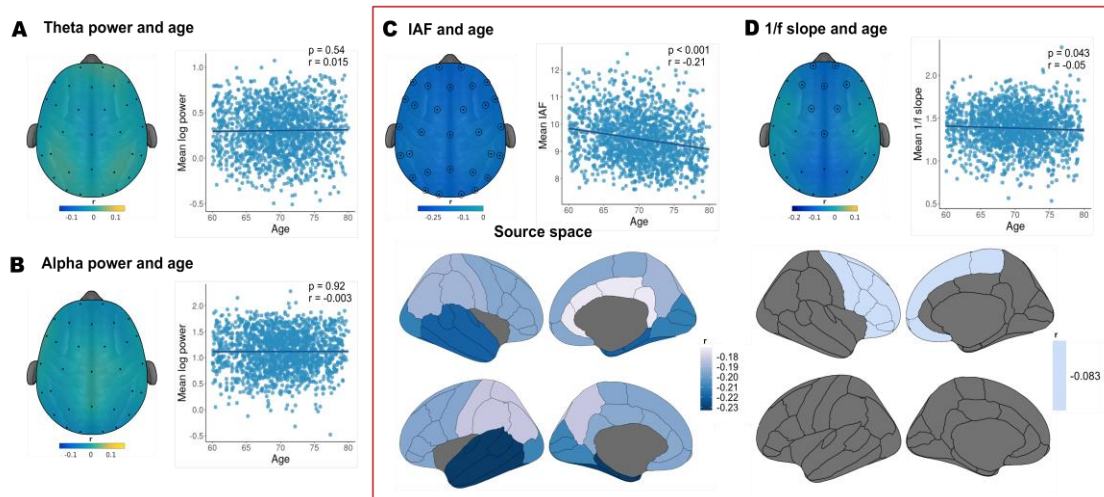 A Theta power and age
p = 0.54
r = 0.015
Mean log power
1.0
0.5
0.0
-0.5
60 65 70 75 80
Age
r
-0.1 0 0.1
B Alpha power and age
p = 0.92
r = -0.003
Mean log power
2.0
1.5
1.0
0.5
0.0
-0.5
60 65 70 75 80
Age
r
-0.1 0 0.1
C IAF and age
p < 0.001
r = -0.21
Mean IAF
12
10
9
8
60 65 70 75 80
Age
r
-0.25 -0.1 0
Source space
r
-0.18
-0.19
-0.20
-0.21
-0.22
-0.23
D 1/f slope and age
p = 0.043
r = -0.05
Mean 1/f slope
2.0
1.5
1.0
0.5
60 65 70 75 80
Age
r
-0.2 -0.1 0 0.1
r
-0.083